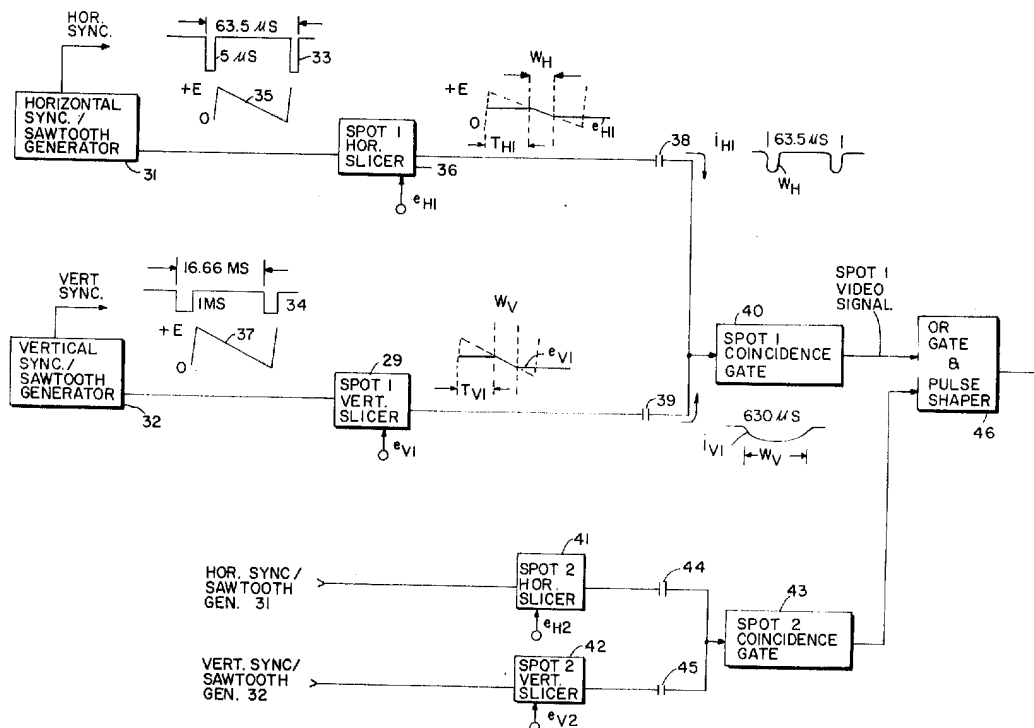 HOR.
SYNC.
63.5 µS
5 µS
33
+E
35
O
HORIZONTAL
SYNC. /
SAWTOOTH
GENERATOR
31
SPOT 1
HOR.
SLICER
36
eH1
WH
+E
O
TH1
e'H1
38
iH1
63.5 µS
WH
VERT
SYNC.
16.66 MS
1MS
34
+E
37
O
VERTICAL
SYNC. /
SAWTOOTH
GENERATOR
32
29
SPOT 1
VERT.
SLICER
eV1
WV
eV1
TV1
39
40
SPOT 1
COINCIDENCE
GATE
SPOT 1
VIDEO
SIGNAL
OR
GATE
&
PULSE
SHAPER
46
630 µS
iV1
WV
HOR. SYNC /
SAWTOOTH
GEN. 31
41
SPOT 2
HOR.
SLICER
eH2
44
43
SPOT 2
COINCIDENCE
GATE
VERT. SYNC/
SAWTOOTH
GEN. 32
42
SPOT 2
VERT.
SLICER
eV2
45